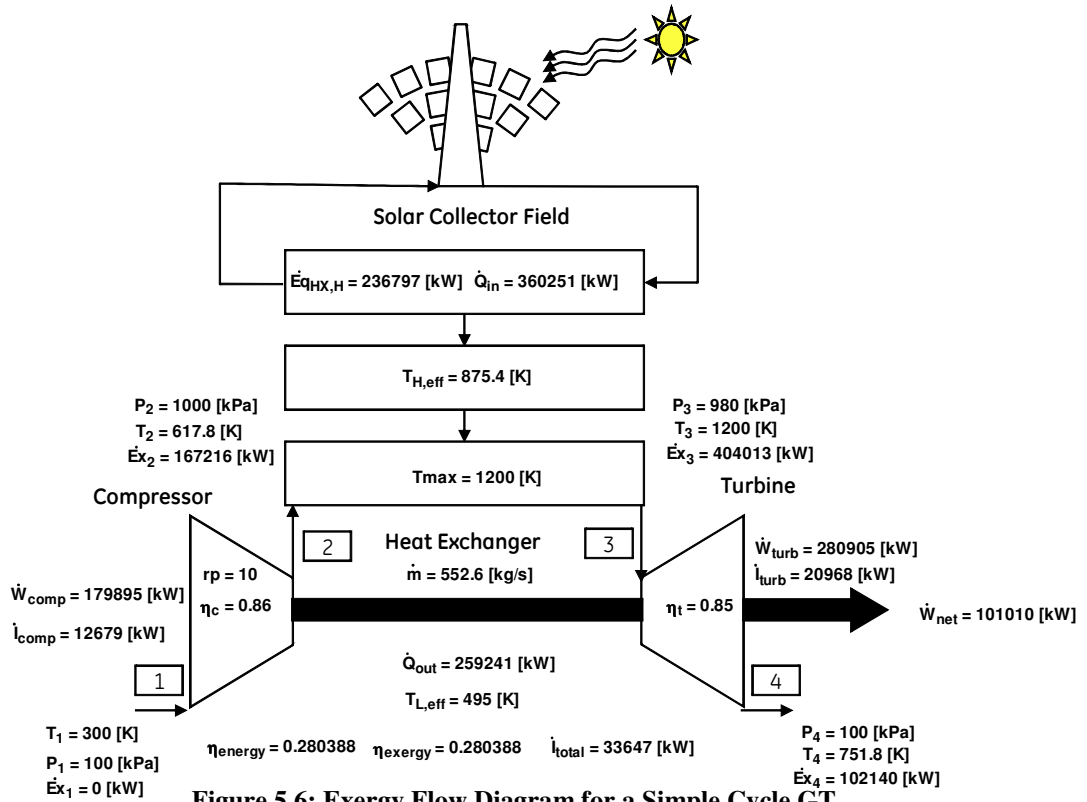 Solar Collector Field
Ėq_HX,H = 236797 [kW] Q̇_in = 360251 [kW]
T_H,eff = 875.4 [K]
P_2 = 1000 [kPa]
T_2 = 617.8 [K]
Ėx_2 = 167216 [kW]
P_3 = 980 [kPa]
T_3 = 1200 [K]
Ėx_3 = 404013 [kW]
Tmax = 1200 [K]
Compressor
Turbine
2
Heat Exchanger
3
ṁ = 552.6 [kg/s]
rp = 10
η_c = 0.86
Ẇ_comp = 179895 [kW]
İ_comp = 12679 [kW]
η_t = 0.85
Ẇ_turb = 280905 [kW]
İ_turb = 20968 [kW]
Ẇ_net = 101010 [kW]
Q̇_out = 259241 [kW]
T_L,eff = 495 [K]
1
4
T_1 = 300 [K]
P_1 = 100 [kPa]
Ėx_1 = 0 [kW]
η_energy = 0.280388 η_exergy = 0.280388 İ_total = 33647 [kW]
P_4 = 100 [kPa]
T_4 = 751.8 [K]
Ėx_4 = 102140 [kW]
Figure 5.6: Exergy Flow Diagram for a Simple Cycle GT